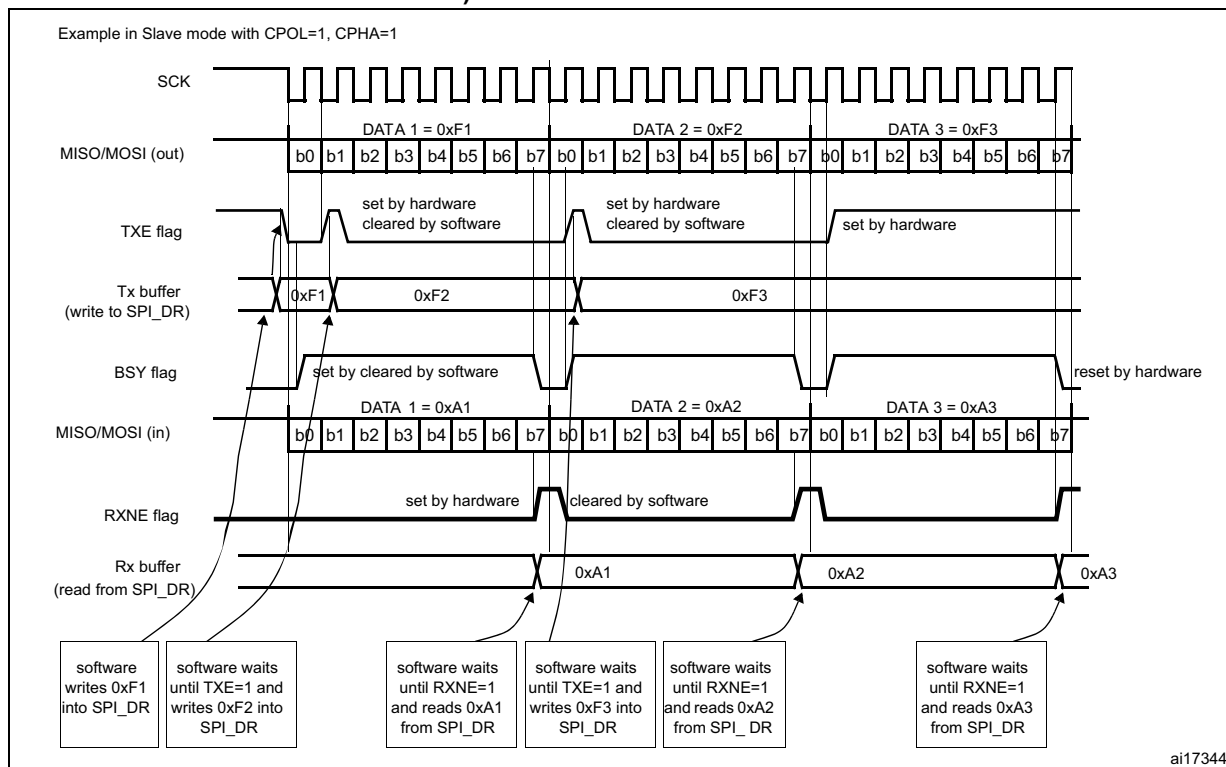 Example in Slave mode with CPOL=1, CPHA=1
SCK
DATA 1 = 0xF1
DATA 2 = 0xF2
DATA 3 = 0xF3
MISO/MOSI (out)
b0 b1 b2 b3 b4 b5 b6 b7 b0 b1 b2 b3 b4 b5 b6 b7 b0 b1 b2 b3 b4 b5 b6 b7
TXE flag
set by hardware
cleared by software
set by hardware
cleared by software
set by hardware
Tx buffer
(write to SPI_DR)
0xF1
0xF2
0xF3
BSY flag
set by cleared by software
reset by hardware
DATA 1 = 0xA1
DATA 2 = 0xA2
DATA 3 = 0xA3
MISO/MOSI (in)
b0 b1 b2 b3 b4 b5 b6 b7 b0 b1 b2 b3 b4 b5 b6 b7 b0 b1 b2 b3 b4 b5 b6 b7
RXNE flag
set by hardware
cleared by software
Rx buffer
(read from SPI_DR)
0xA1
0xA2
0xA3
software
writes 0xF1
into SPI_DR
software waits
until TXE=1 and
writes 0xF2 into
SPI_DR
software waits
until RXNE=1
and reads 0xA1
from SPI_DR
software waits
until TXE=1 and
writes 0xF3 into
SPI_DR
software waits
until RXNE=1
and reads 0xA2
from SPI_ DR
software waits
until RXNE=1
and reads 0xA3
from SPI_DR
ai17344